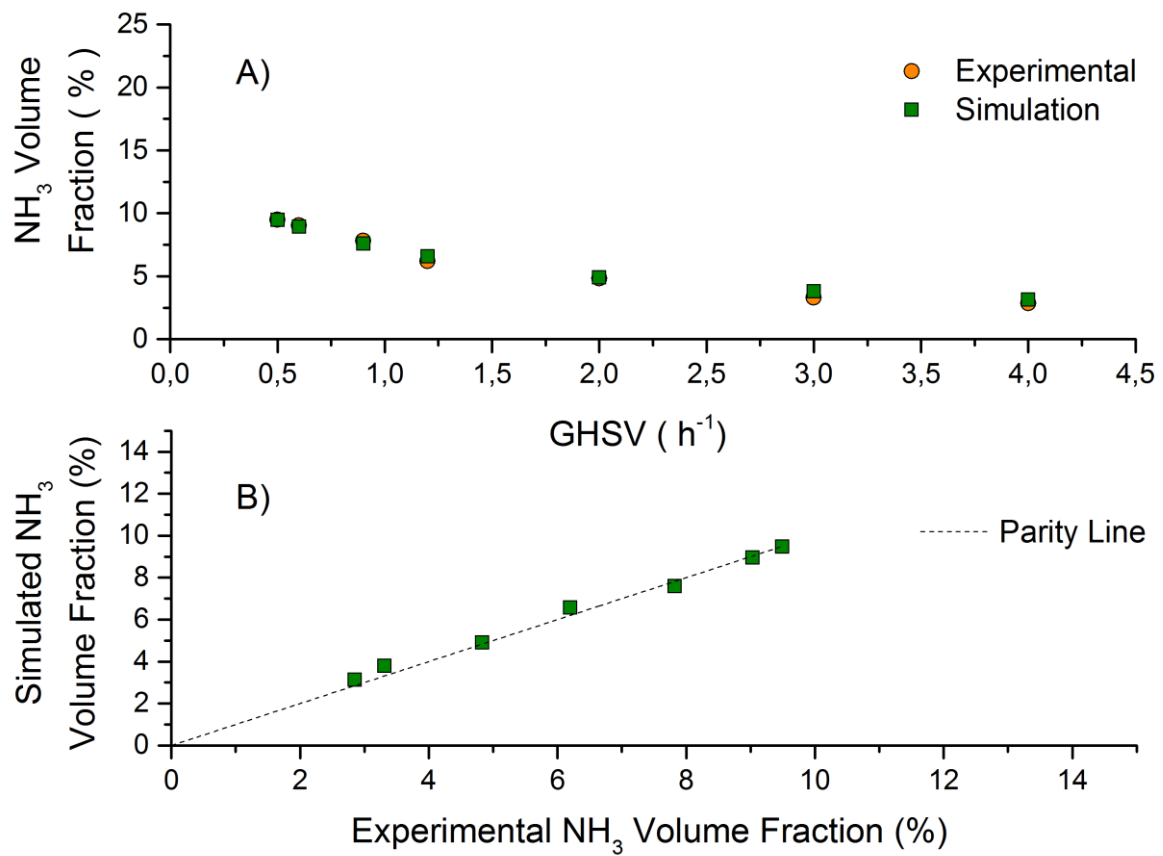 NH₃ Volume
Fraction ( % )
25
20
15
10
5
0
A)
Experimental
Simulation
0,0 0,5 1,0 1,5 2,0 2,5 3,0 3,5 4,0 4,5
GHSV ( h⁻¹)
Simulated NH₃
Volume Fraction (%)
14
12
10
8
6
4
2
0
B)
Parity Line
0 2 4 6 8 10 12 14
Experimental NH₃ Volume Fraction (%)